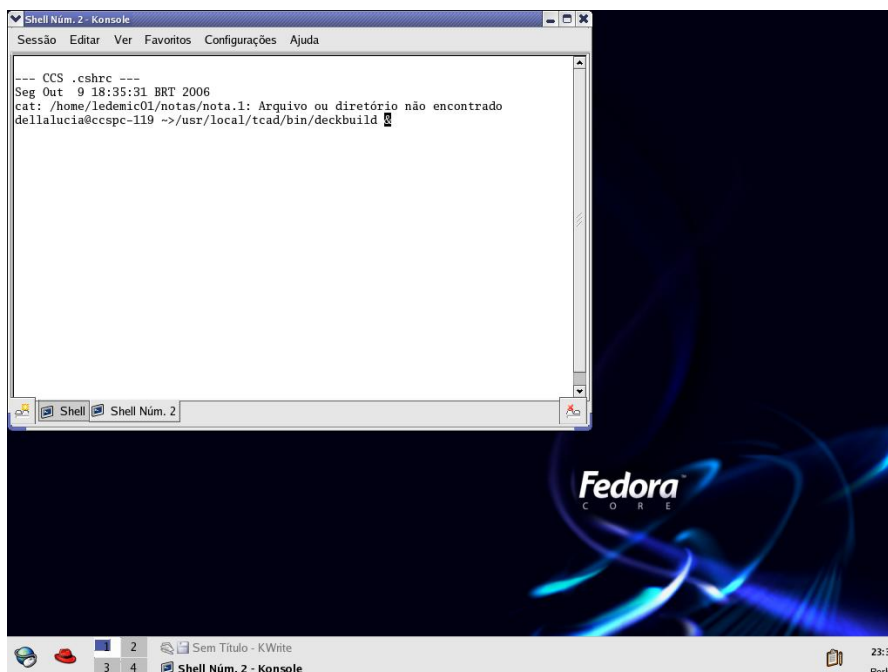 Shell Núm. 2 - Konsole
Sessão Editar Ver Favoritos Configurações Ajuda
--- CCS .cshrc ---
Seg Out 9 18:35:31 BRT 2006
cat: /home/ledemic01/notas/nota.1: Arquivo ou diretório não encontrado
dellalucia@ccspc-119 ~>/usr/local/tcad/bin/deckbuild &
Shell Shell Núm. 2
Fedora
CORE
1 2 Sem Título - KWrite
3 4 Shell Núm. 2 - Konsole